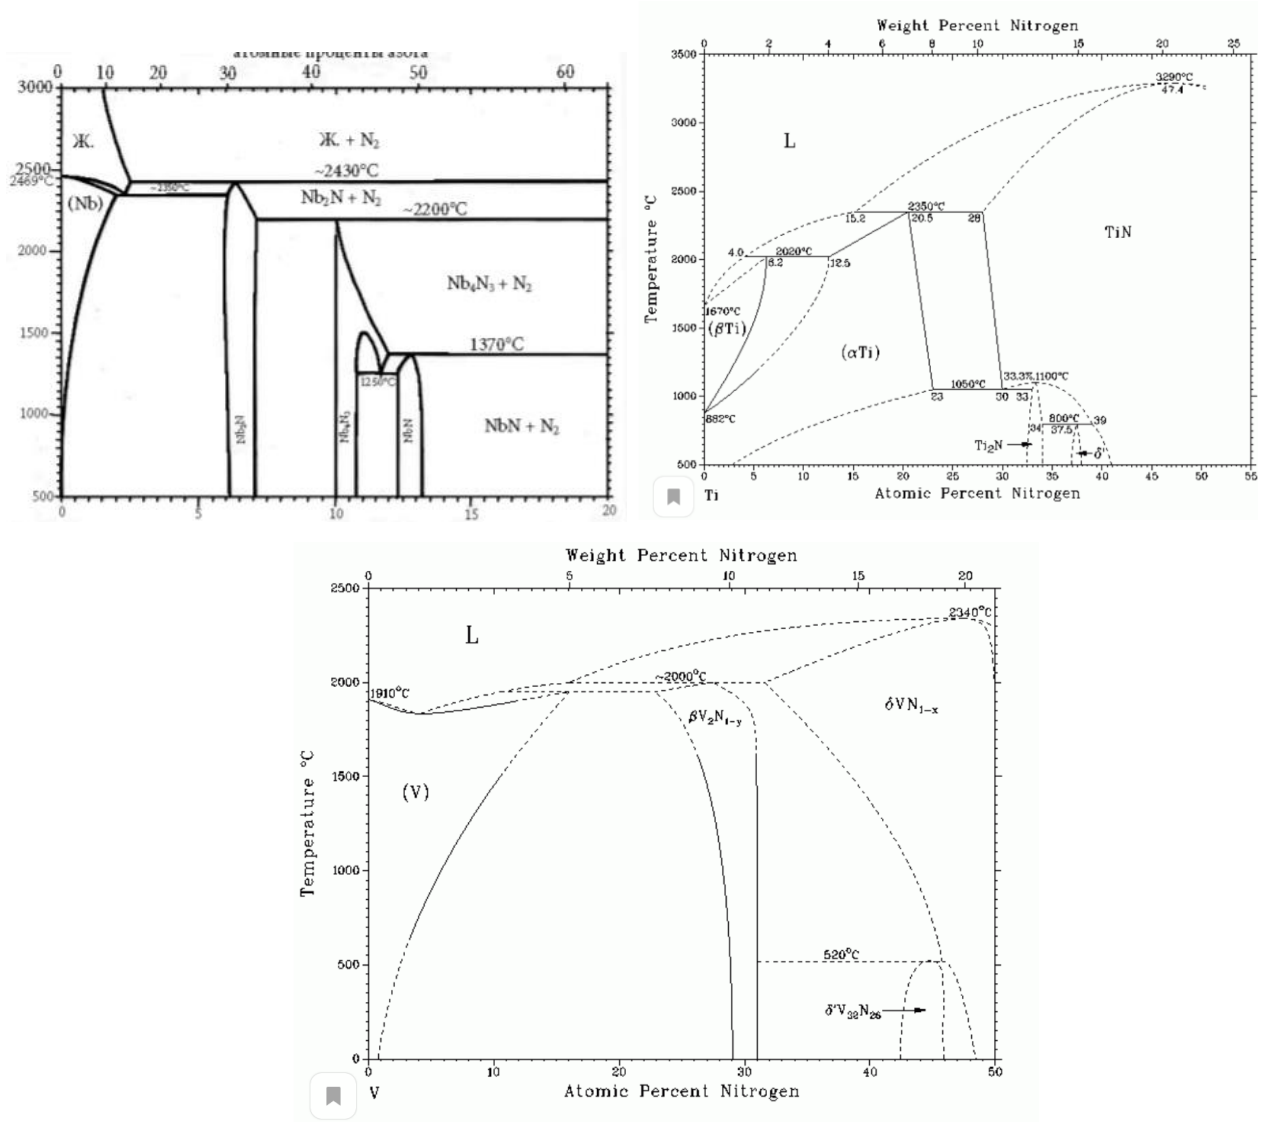 атомные проценты азота
0 10 20 30 40 50 60
3000
Ж.
Ж. + N₂
2500
~2430°C
2469°C
~2350°C
(Nb)
Nb₂N + N₂
~2200°C
2000
Nb₄N₃ + N₂
1500
1370°C
1250°C
1000
Nb₂N
Nb₄N₃
NbN
NbN + N₂
500
0 5 10 15 20
Weight Percent Nitrogen
0 2 4 6 8 10 15 20 25
3500
3290°C
47.4
3000
L
2500
2350°C
15.2 20.5 28
TiN
4.0 2020°C
2000
6.2 12.5
Temperature °C
1670°C
1500
(βTi)
(αTi)
33.3%,1100°C
1050°C
1000
23 30 33
882°C
800°C 39
34 37.5
Ti₂N
δ'
500
0 5 10 15 20 25 30 35 40 45 50 55
Ti
Atomic Percent Nitrogen
Weight Percent Nitrogen
0 5 10 15 20
2500
2340°C
L
2000
~2000°C
1910°C
βV₂N₁₋y
δVN₁₋ₓ
Temperature °C
(V)
1500
1000
520°C
500
δ'V₃₂N₂₆
0
0 10 20 30 40 50
V
Atomic Percent Nitrogen